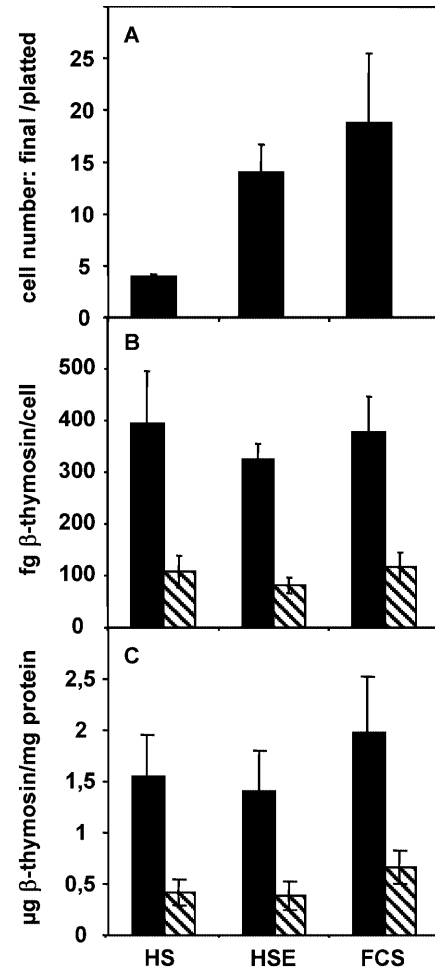 A
cell number: final /platted
25
20
15
10
5
0
B
fg β-thymosin/cell
500
400
300
200
100
0
C
µg β-thymosin/mg protein
2,5
2
1,5
1
0,5
0
HS HSE FCS